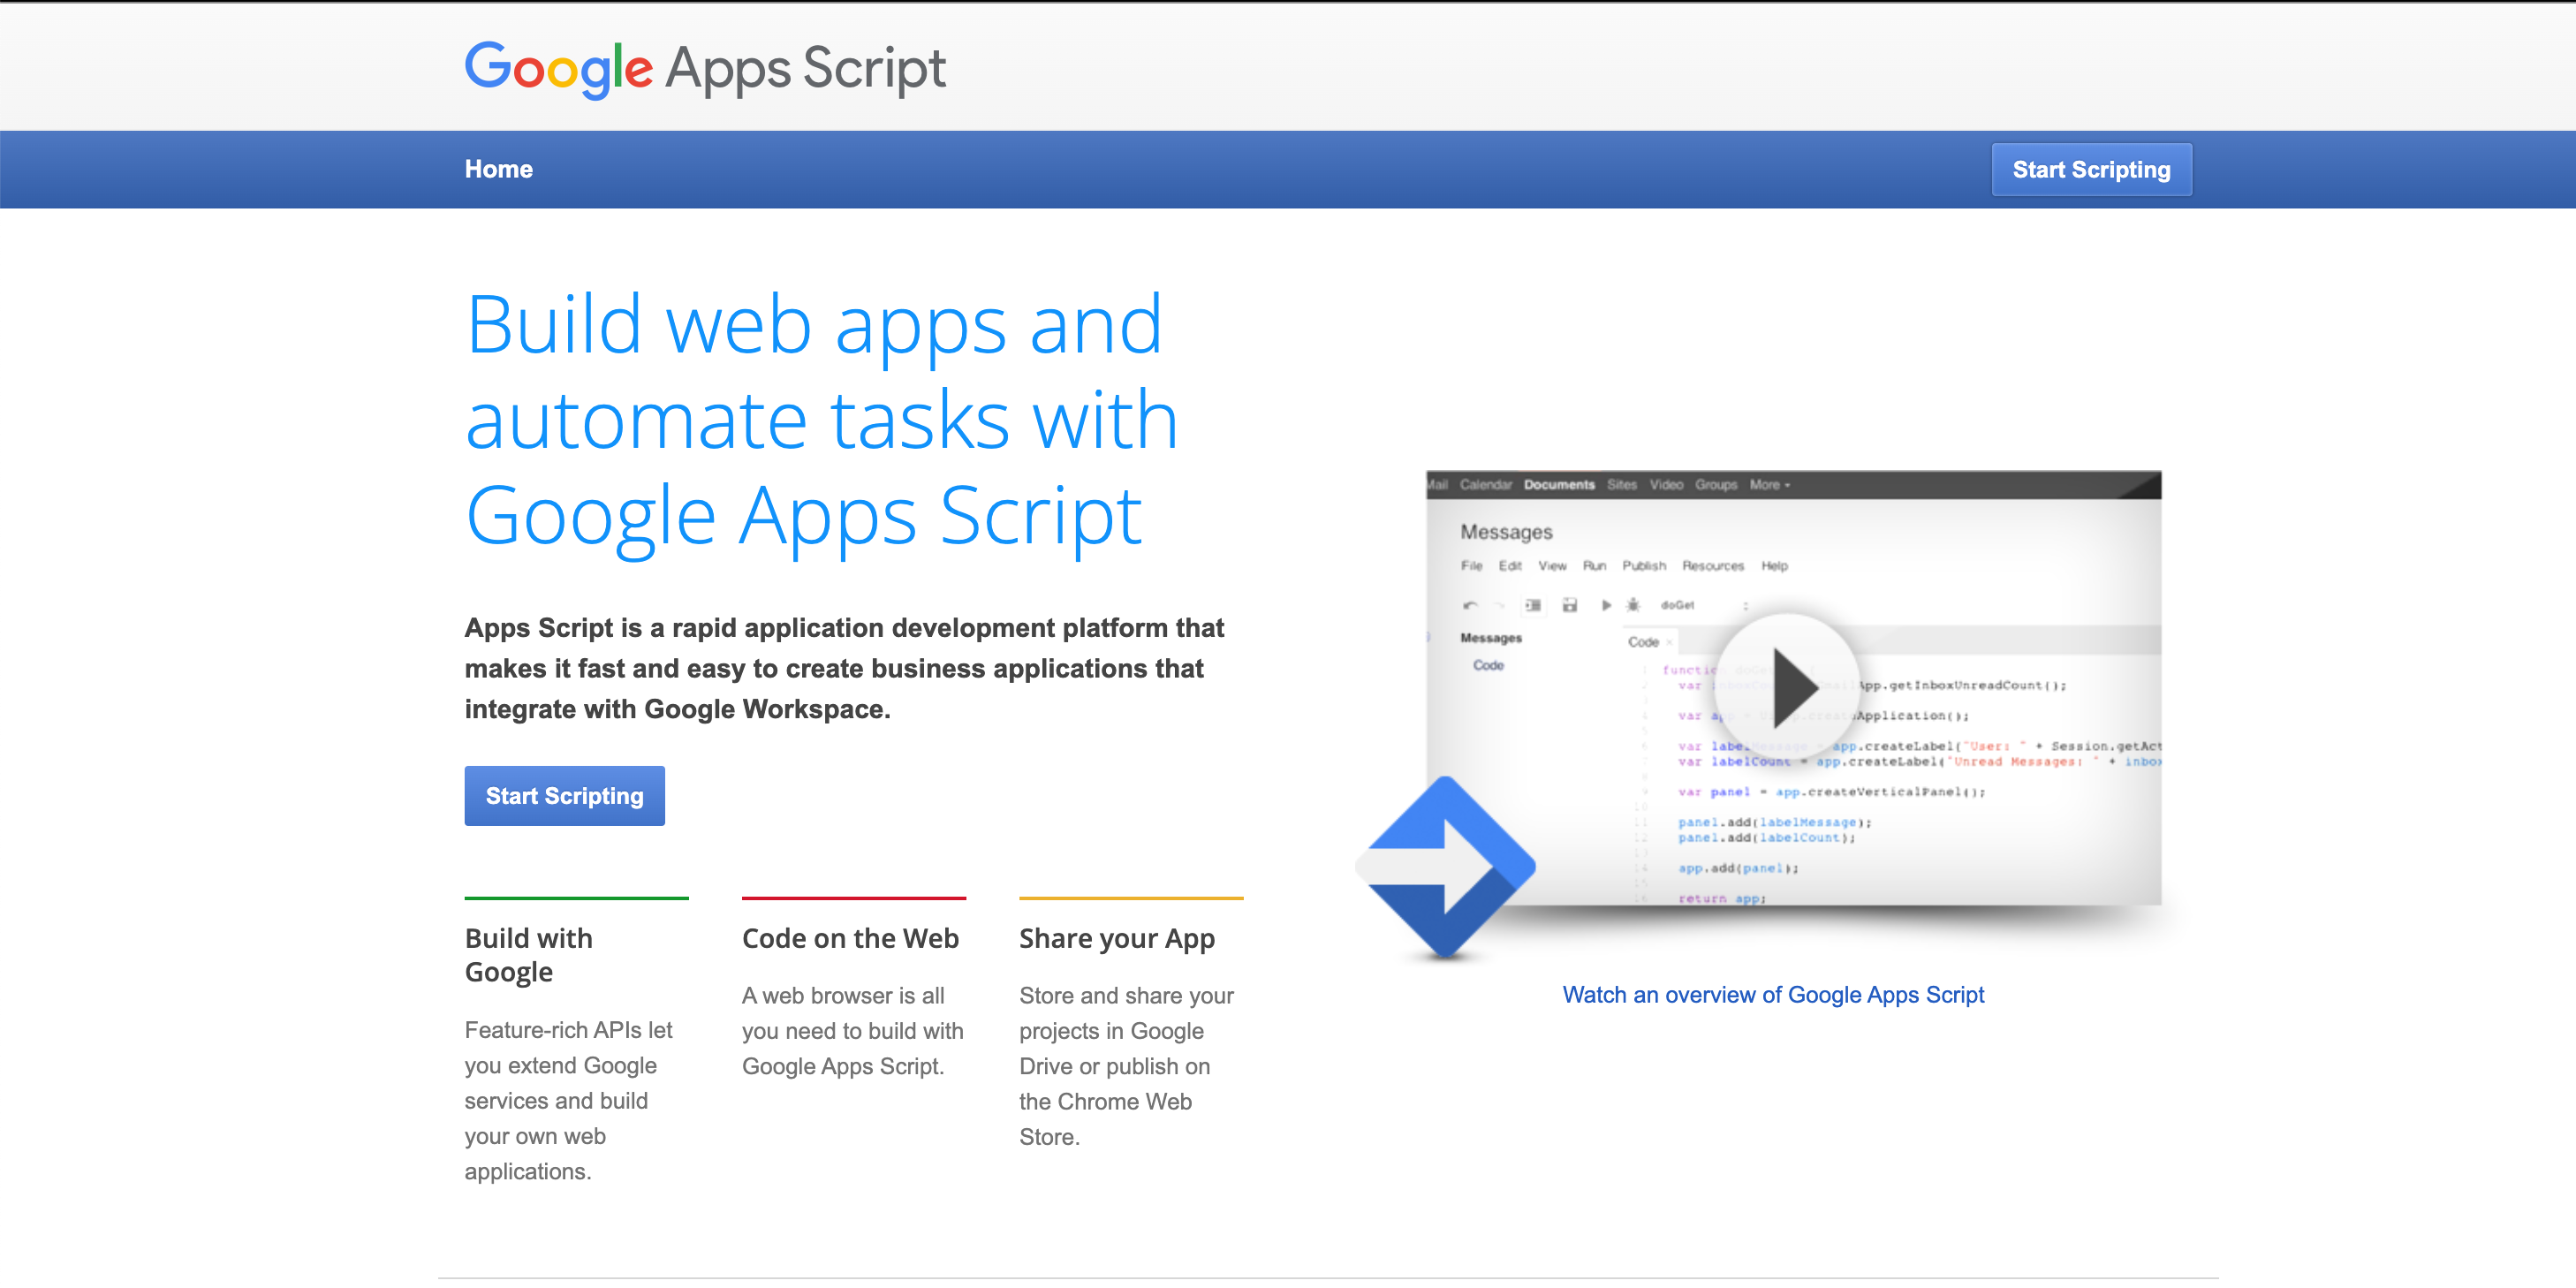 Google Apps Script
Home
Start Scripting
Build web apps and
automate tasks with
Google Apps Script
Apps Script is a rapid application development platform that
makes it fast and easy to create business applications that
integrate with Google Workspace.
Start Scripting
Build with
Google
Feature-rich APIs let
you extend Google
services and build
your own web
applications.
Code on the Web
A web browser is all
you need to build with
Google Apps Script.
Share your App
Store and share your
projects in Google
Drive or publish on
the Chrome Web
Store.
Mail Calendar Documents Sites Video Groups More
Messages
File Edit View Run Publish Resources Help
doGet
Messages
Code
Code
var App.getInboxUnreadCount();
var Application();
var app.createLabel("User: " + Session.getAct
var labelCount = app.createLabel("Unread Messages: " + inbox
var panel = app.createVerticalPanel();
panel.add(labelMessage);
panel.add(labelCount);
app.add(panel);
return app;
Watch an overview of Google Apps Script